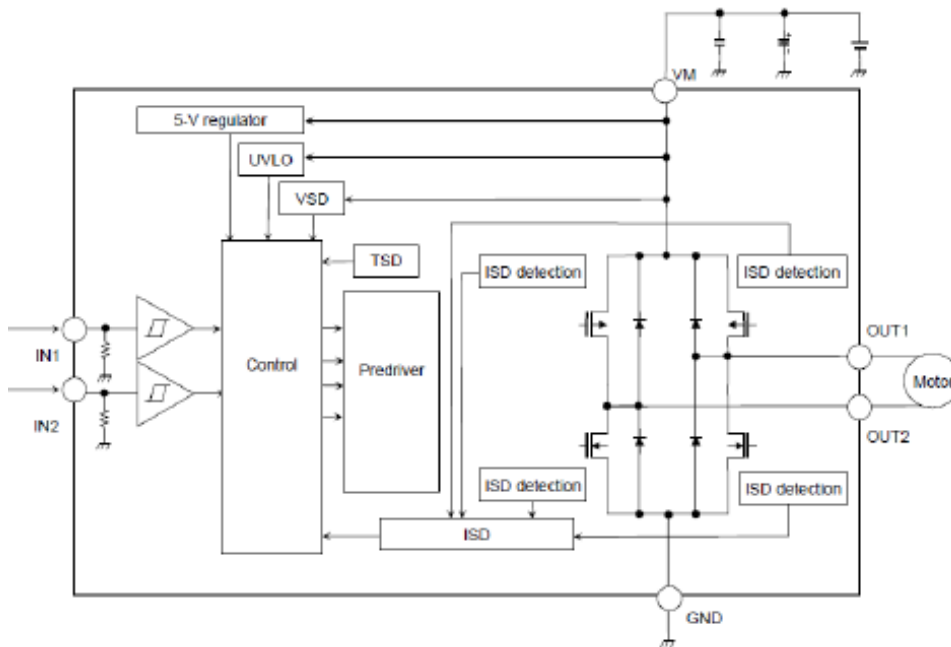 VM
5-V regulator
UVLO
VSD
TSD
ISD detection
ISD detection
IN1
Control
Predriver
OUT1
Motor
IN2
OUT2
ISD detection
ISD detection
ISD
GND